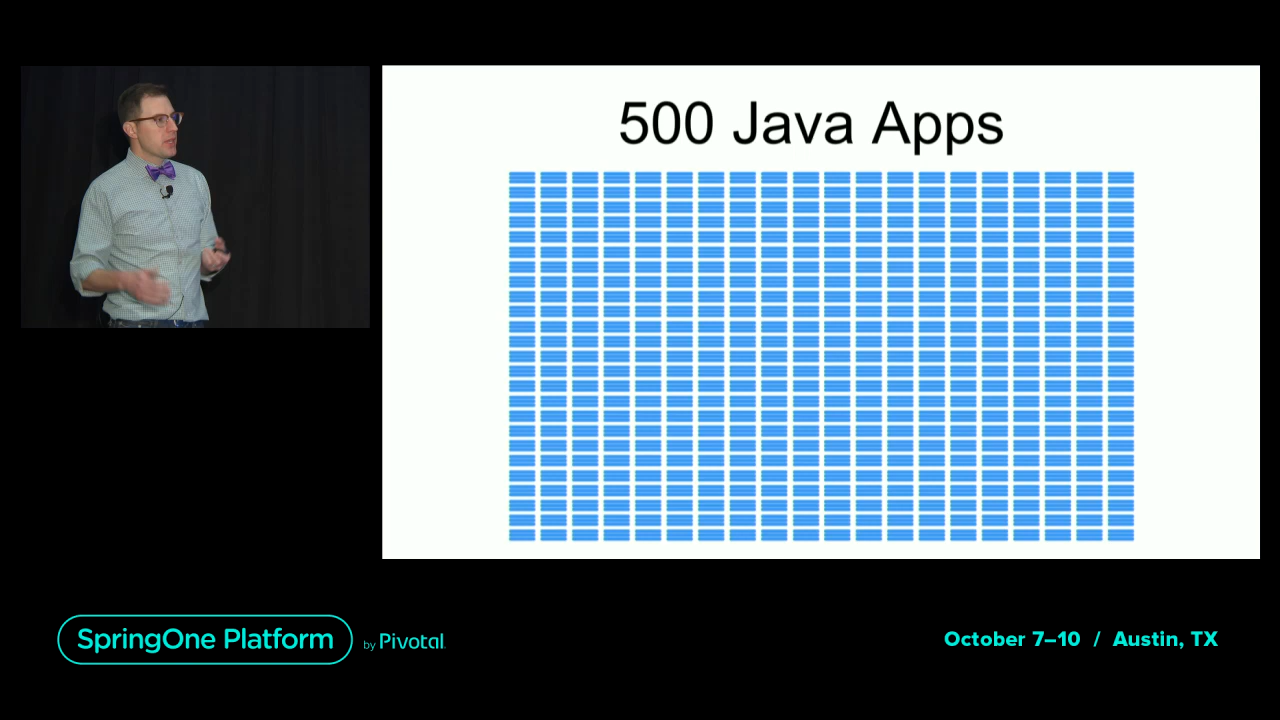 500 Java Apps
SpringOne Platform
by Pivotal
October 7–10 / Austin, TX